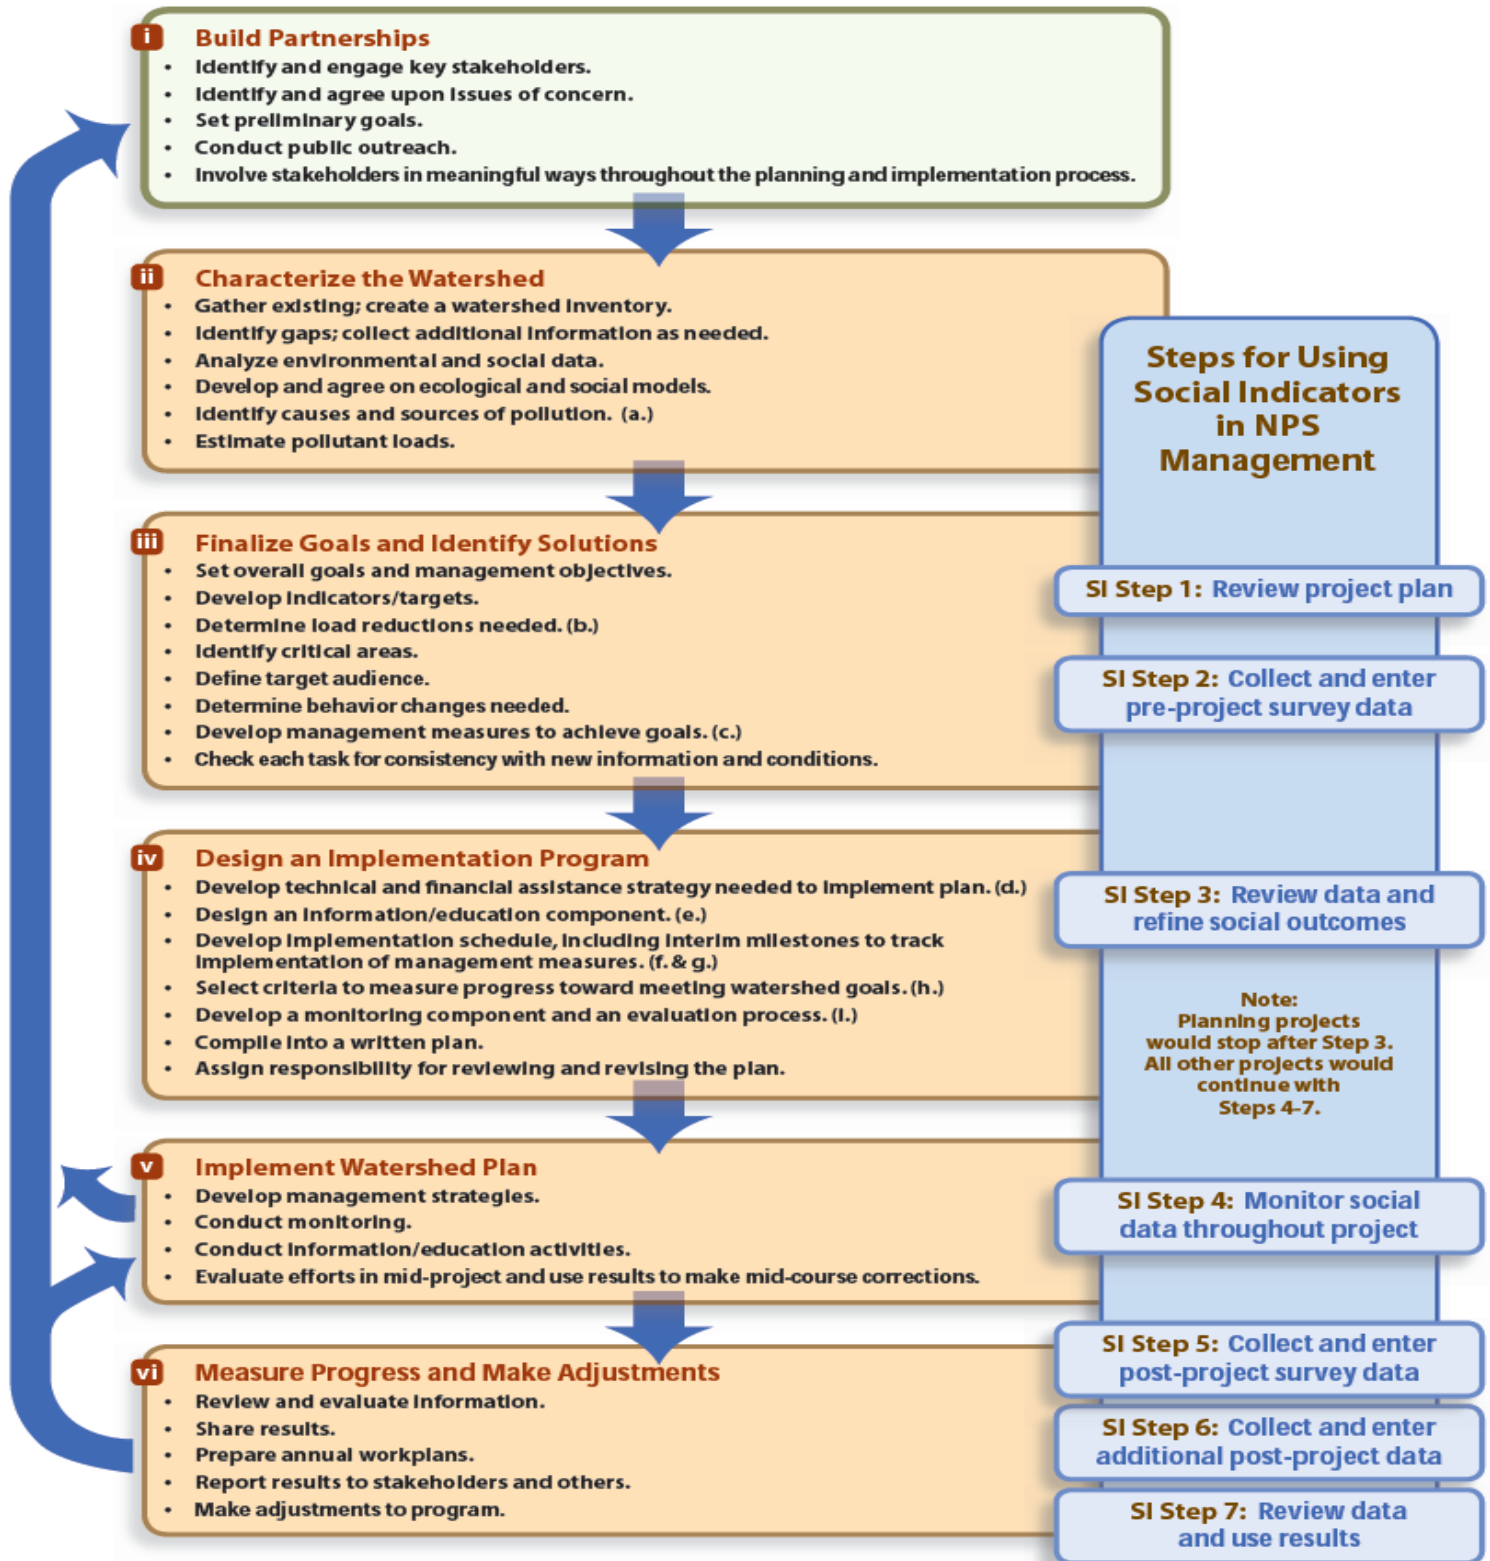 i
Build Partnerships
• Identify and engage key stakeholders.
• Identify and agree upon issues of concern.
• Set preliminary goals.
• Conduct public outreach.
• Involve stakeholders in meaningful ways throughout the planning and implementation process.
ii
Characterize the Watershed
• Gather existing; create a watershed inventory.
• Identify gaps; collect additional information as needed.
• Analyze environmental and social data.
• Develop and agree on ecological and social models.
• Identify causes and sources of pollution. (a.)
• Estimate pollutant loads.
iii
Finalize Goals and Identify Solutions
• Set overall goals and management objectives.
• Develop indicators/targets.
• Determine load reductions needed. (b.)
• Identify critical areas.
• Define target audience.
• Determine behavior changes needed.
• Develop management measures to achieve goals. (c.)
• Check each task for consistency with new information and conditions.
iv
Design an Implementation Program
• Develop technical and financial assistance strategy needed to implement plan. (d.)
• Design an information/education component. (e.)
• Develop implementation schedule, including interim milestones to track
implementation of management measures. (f. & g.)
• Select criteria to measure progress toward meeting watershed goals. (h.)
• Develop a monitoring component and an evaluation process. (i.)
• Compile into a written plan.
• Assign responsibility for reviewing and revising the plan.
v
Implement Watershed Plan
• Develop management strategies.
• Conduct monitoring.
• Conduct information/education activities.
• Evaluate efforts in mid-project and use results to make mid-course corrections.
vi
Measure Progress and Make Adjustments
• Review and evaluate information.
• Share results.
• Prepare annual workplans.
• Report results to stakeholders and others.
• Make adjustments to program.
Steps for Using
Social Indicators
in NPS
Management
SI Step 1: Review project plan
SI Step 2: Collect and enter
pre-project survey data
SI Step 3: Review data and
refine social outcomes
Note:
Planning projects
would stop after Step 3.
All other projects would
continue with
Steps 4-7.
SI Step 4: Monitor social
data throughout project
SI Step 5: Collect and enter
post-project survey data
SI Step 6: Collect and enter
additional post-project data
SI Step 7: Review data
and use results